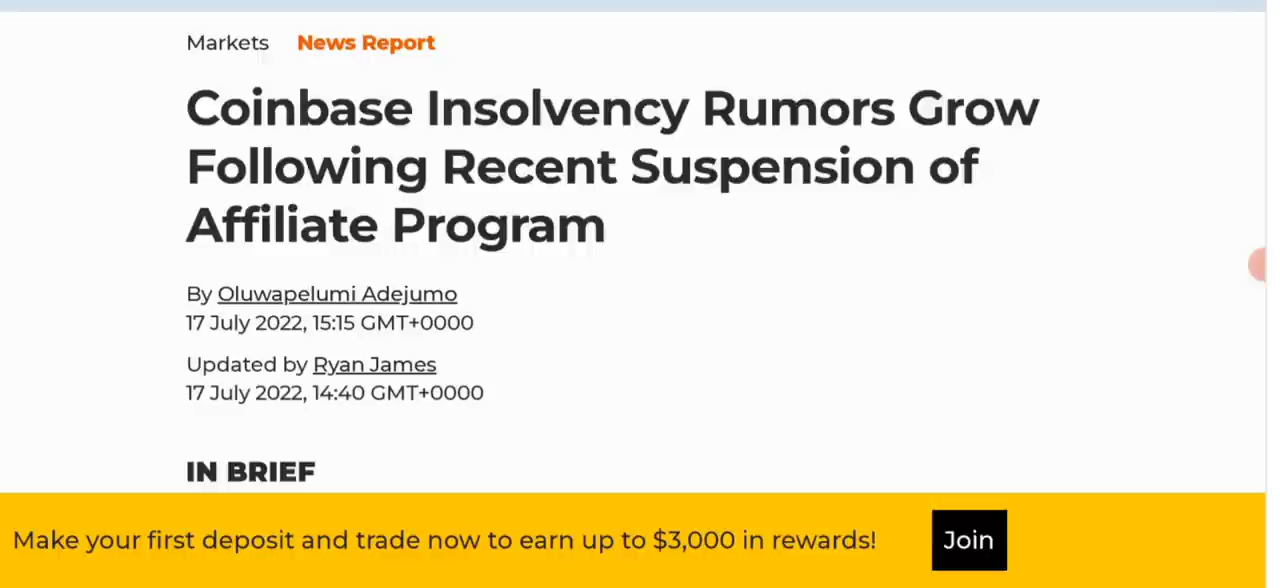 Markets News Report
Coinbase Insolvency Rumors Grow
Following Recent Suspension of
Affiliate Program
By Oluwapelumi Adejumo
17 July 2022, 15:15 GMT+0000
Updated by Ryan James
17 July 2022, 14:40 GMT+0000
IN BRIEF
Make your first deposit and trade now to earn up to $3,000 in rewards! Join